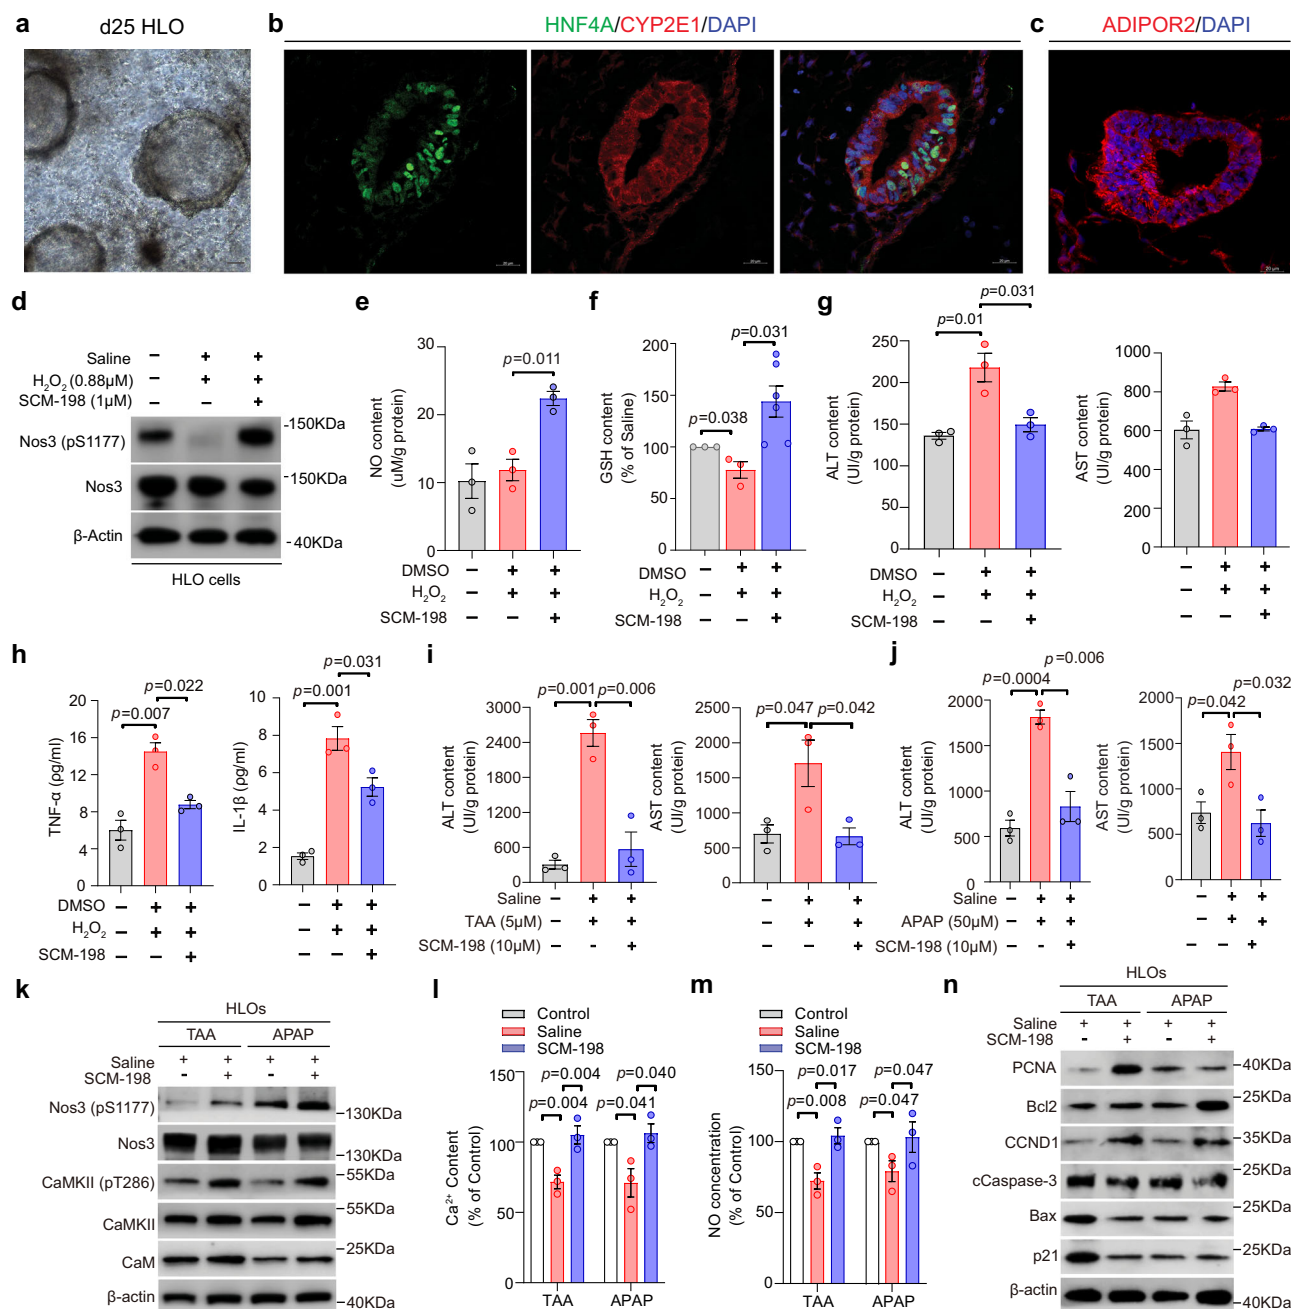 a
d25 HLO
b
HNF4A/CYP2E1/DAPI
20 μm
20 μm
20 μm
c
ADIPOR2/DAPI
20 μm
d
Saline – + +
H₂O₂ (0.88μM) – + +
SCM-198 (1μM) – – +
Nos3 (pS1177)
-150KDa
Nos3
-150KDa
β-Actin
-40KDa
HLO cells
e
NO content
(uM/g protein)
30
20
10
0
p=0.011
DMSO – + +
H₂O₂ – + +
SCM-198 – – +
f
GSH content
(% of Saline)
200
150
100
50
0
p=0.038
p=0.031
DMSO – + +
H₂O₂ – + +
SCM-198 – – +
g
ALT content
(UI/g protein)
250
200
150
50
0
p=0.01
p=0.031
DMSO – + +
H₂O₂ – + +
SCM-198 – – +
AST content
(UI/g protein)
1000
800
600
400
200
0
– + +
– + +
– – +
h
TNF-α (ρg/ml)
20
16
12
8
4
0
p=0.007
p=0.022
DMSO – + +
H₂O₂ – + +
SCM-198 – – +
IL-1β (ρg/ml)
10
8
6
4
2
0
p=0.001
p=0.031
– + +
– + +
– – +
i
ALT content
(UI/g protein)
3000
2400
1800
1200
600
0
p=0.001
p=0.006
Saline – + +
TAA (5μM) – + +
SCM-198 (10μM) – - +
AST content
(UI/g protein)
2500
2000
1500
1000
500
0
p=0.047
p=0.042
– + +
– + +
– – +
j
ALT content
(UI/g protein)
2000
1500
1000
500
0
p=0.0004
p=0.006
Saline – + +
APAP (50μM) – + +
SCM-198 (10μM) – - +
AST content
(UI/g protein)
2000
1500
1000
500
0
p=0.042
p=0.032
– + +
– + +
– + –
k
HLOs
TAA APAP
Saline + + + +
SCM-198 - + - +
Nos3 (pS1177)
-130KDa
Nos3
-130KDa
CaMKII (pT286)
-55KDa
CaMKII
-55KDa
CaM
-25KDa
β-actin
-40KDa
l
Control
Saline
SCM-198
Ca²⁺ Content
(% of Control)
150
100
50
0
p=0.004
p=0.004
p=0.040
p=0.041
TAA APAP
m
Control
Saline
SCM-198
NO concentration
(% of Control)
150
100
50
0
p=0.017
p=0.008
p=0.047
p=0.047
TAA APAP
n
HLOs
TAA APAP
Saline + + + +
SCM-198 - + - +
PCNA
-40KDa
Bcl2
-25KDa
CCND1
-35KDa
cCaspase-3
-25KDa
Bax
-25KDa
p21
-25KDa
β-actin
-40KDa